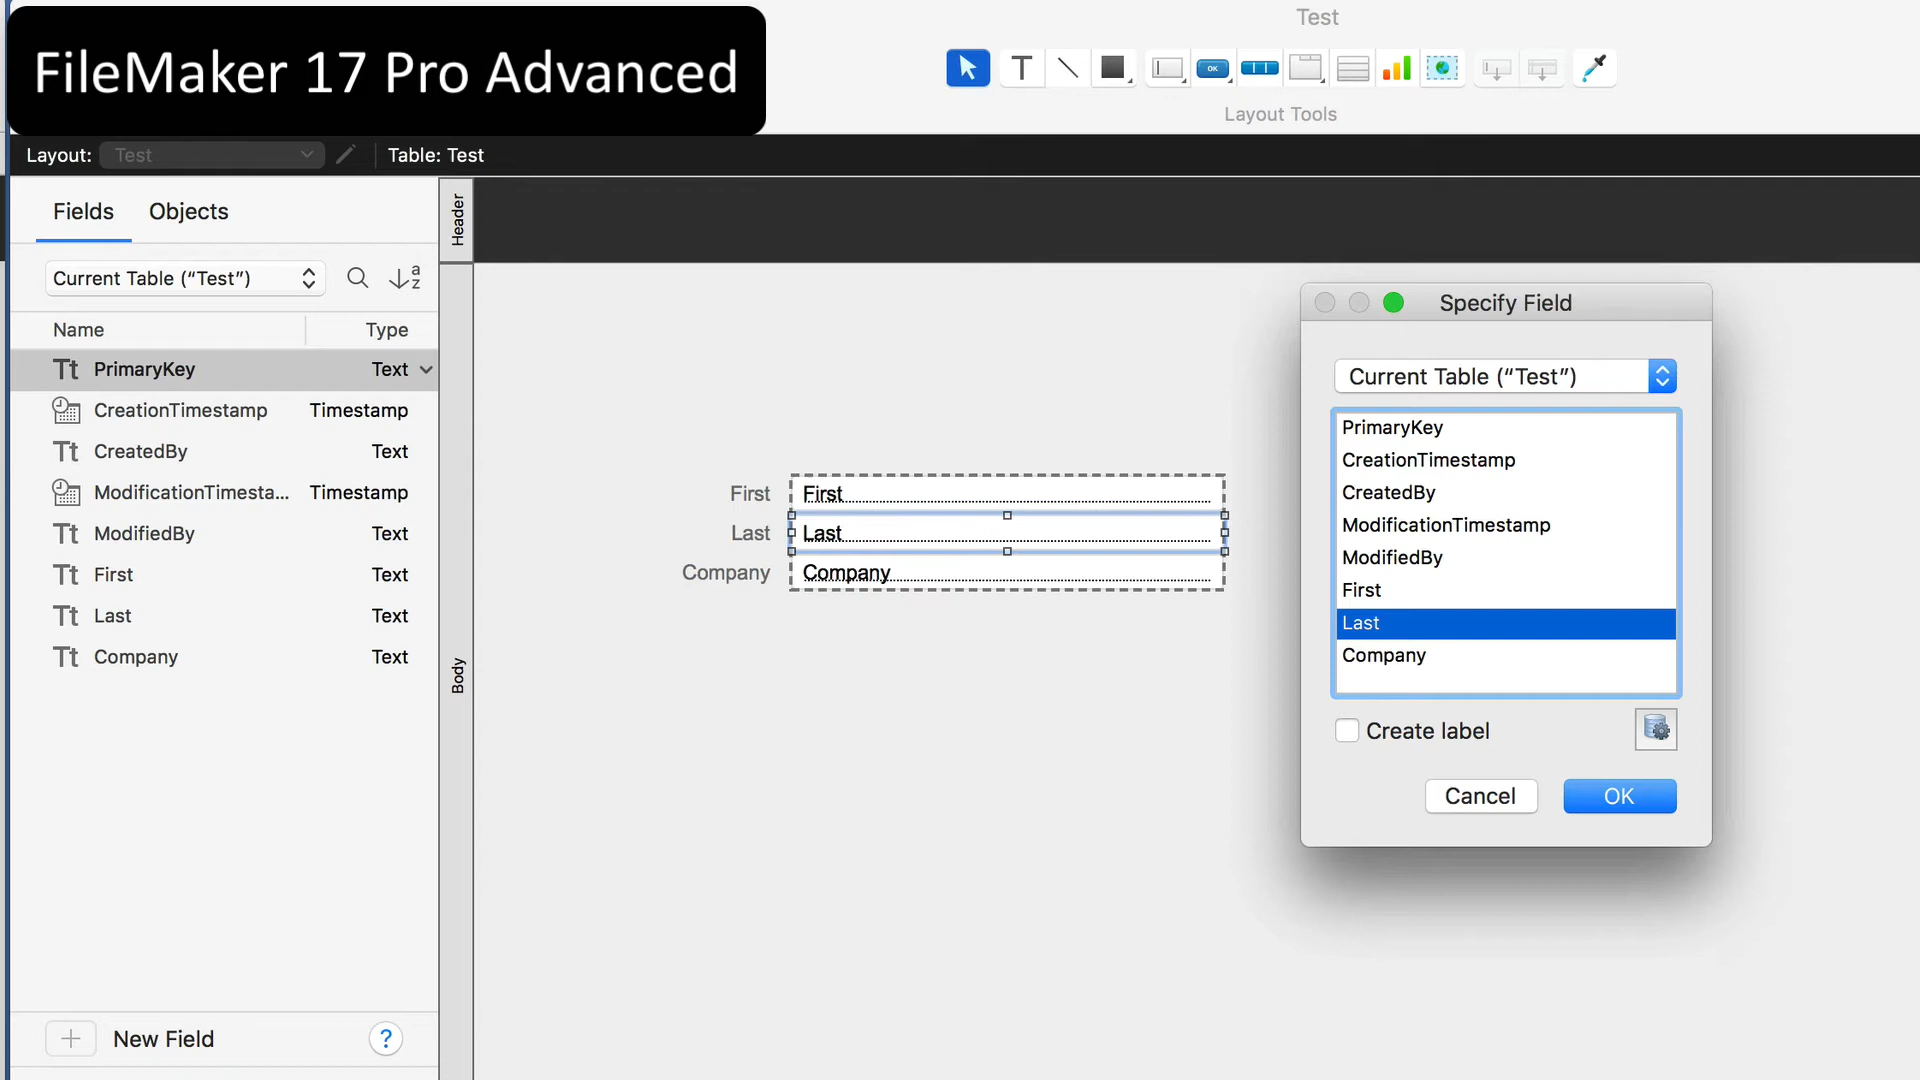 FileMaker 17 Pro Advanced
Test
OK
Layout Tools
Layout: Test
Table: Test
Fields
Objects
Current Table (“Test”)
a
z
Name
Type
PrimaryKey Text
CreationTimestamp Timestamp
CreatedBy Text
ModificationTimesta... Timestamp
ModifiedBy Text
First Text
Last Text
Company Text
New Field
?
Header
Body
First First
Last Last
Company Company
Specify Field
Current Table (“Test”)
PrimaryKey
CreationTimestamp
CreatedBy
ModificationTimestamp
ModifiedBy
First
Last
Company
Create label
Cancel
OK